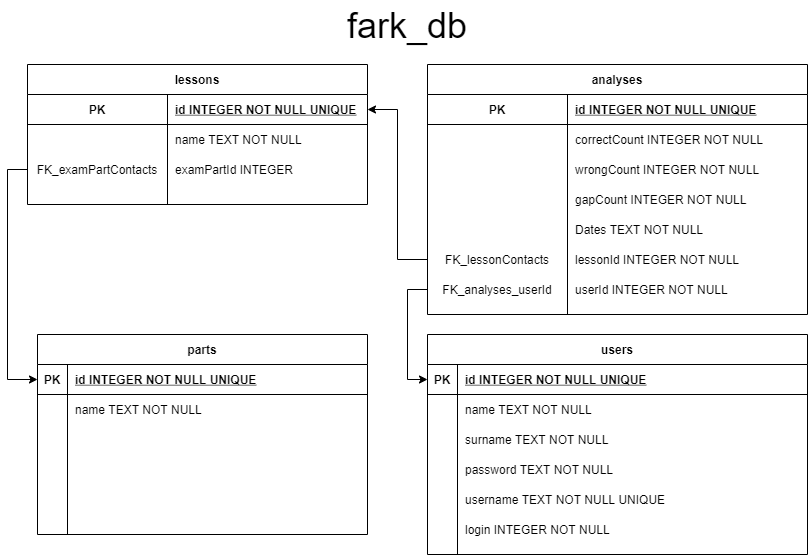 fark_db
lessons
PK id INTEGER NOT NULL UNIQUE
name TEXT NOT NULL
FK_examPartContacts examPartId INTEGER
analyses
PK id INTEGER NOT NULL UNIQUE
correctCount INTEGER NOT NULL
wrongCount INTEGER NOT NULL
gapCount INTEGER NOT NULL
Dates TEXT NOT NULL
FK_lessonContacts lessonId INTEGER NOT NULL
FK_analyses_userId userId INTEGER NOT NULL
parts
PK id INTEGER NOT NULL UNIQUE
name TEXT NOT NULL
users
PK id INTEGER NOT NULL UNIQUE
name TEXT NOT NULL
surname TEXT NOT NULL
password TEXT NOT NULL
username TEXT NOT NULL UNIQUE
login INTEGER NOT NULL